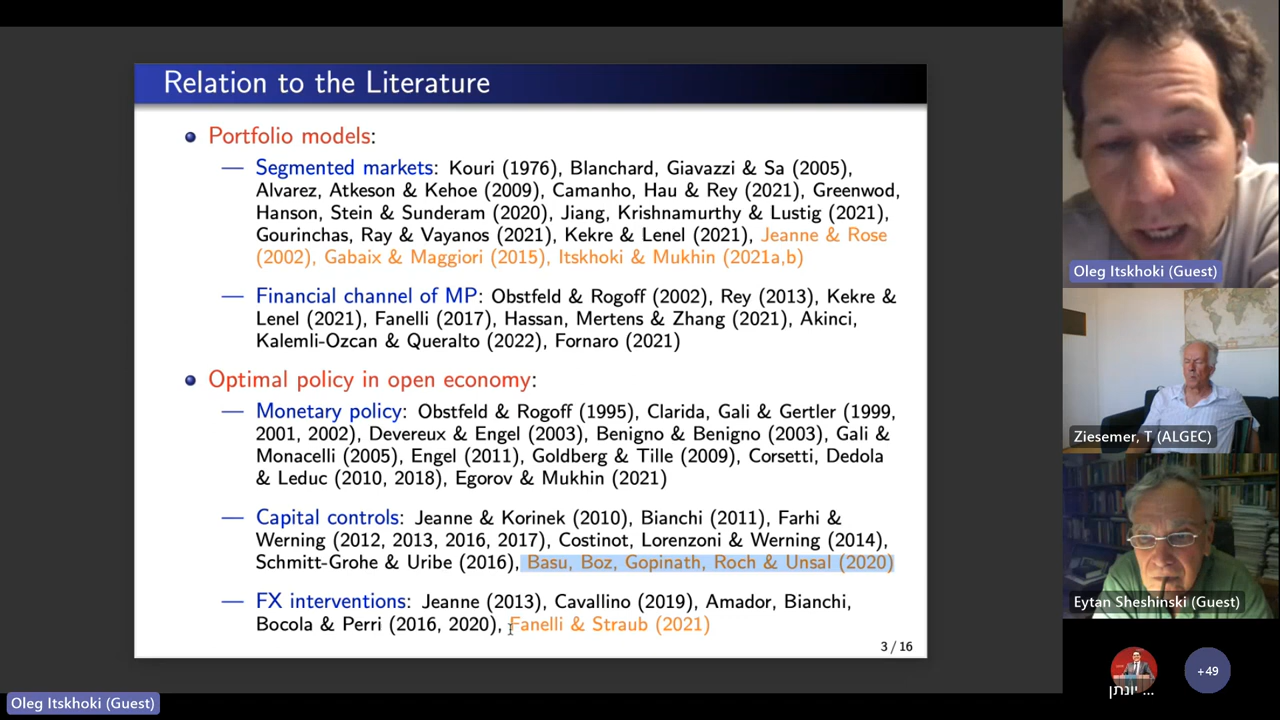 Relation to the Literature
Portfolio models:
— Segmented markets: Kouri (1976), Blanchard, Giavazzi & Sa (2005),
Alvarez, Atkeson & Kehoe (2009), Camanho, Hau & Rey (2021), Greenwod,
Hanson, Stein & Sunderam (2020), Jiang, Krishnamurthy & Lustig (2021),
Gourinchas, Ray & Vayanos (2021), Kekre & Lenel (2021), Jeanne & Rose
(2002), Gabaix & Maggiori (2015), Itskhoki & Mukhin (2021a,b)
— Financial channel of MP: Obstfeld & Rogoff (2002), Rey (2013), Kekre &
Lenel (2021), Fanelli (2017), Hassan, Mertens & Zhang (2021), Akinci,
Kalemli-Ozcan & Queralto (2022), Fornaro (2021)
Optimal policy in open economy:
— Monetary policy: Obstfeld & Rogoff (1995), Clarida, Gali & Gertler (1999,
2001, 2002), Devereux & Engel (2003), Benigno & Benigno (2003), Gali &
Monacelli (2005), Engel (2011), Goldberg & Tille (2009), Corsetti, Dedola
& Leduc (2010, 2018), Egorov & Mukhin (2021)
— Capital controls: Jeanne & Korinek (2010), Bianchi (2011), Farhi &
Werning (2012, 2013, 2016, 2017), Costinot, Lorenzoni & Werning (2014),
Schmitt-Grohe & Uribe (2016), Basu, Boz, Gopinath, Roch & Unsal (2020)
— FX interventions: Jeanne (2013), Cavallino (2019), Amador, Bianchi,
Bocola & Perri (2016, 2020), Fanelli & Straub (2021)
3 / 16
Oleg Itskhoki (Guest)
Oleg Itskhoki (Guest)
Ziesemer, T (ALGEC)
Eytan Sheshinski (Guest)
יונתן ...
+49